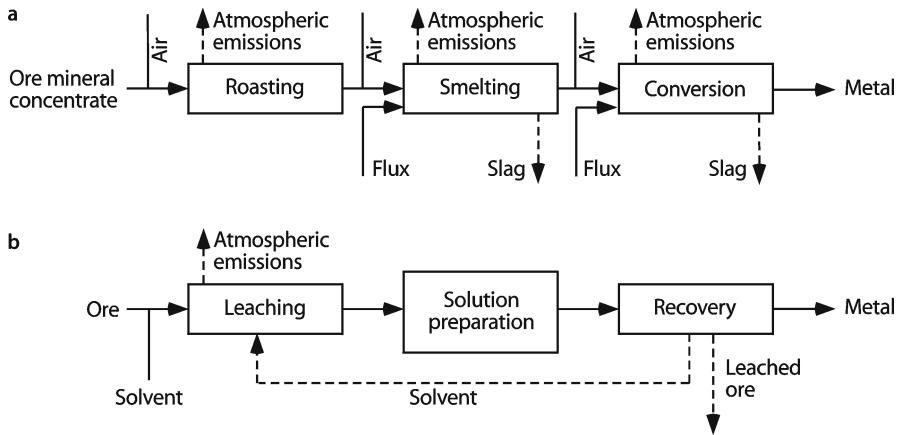 a
Air
Atmospheric
emissions
Air
Atmospheric
emissions
Air
Atmospheric
emissions
Ore mineral
concentrate
Roasting
Smelting
Conversion
Metal
Flux
Slag
Flux
Slag
b
Atmospheric
emissions
Ore
Leaching
Solution
preparation
Recovery
Metal
Solvent
Solvent
Leached
ore